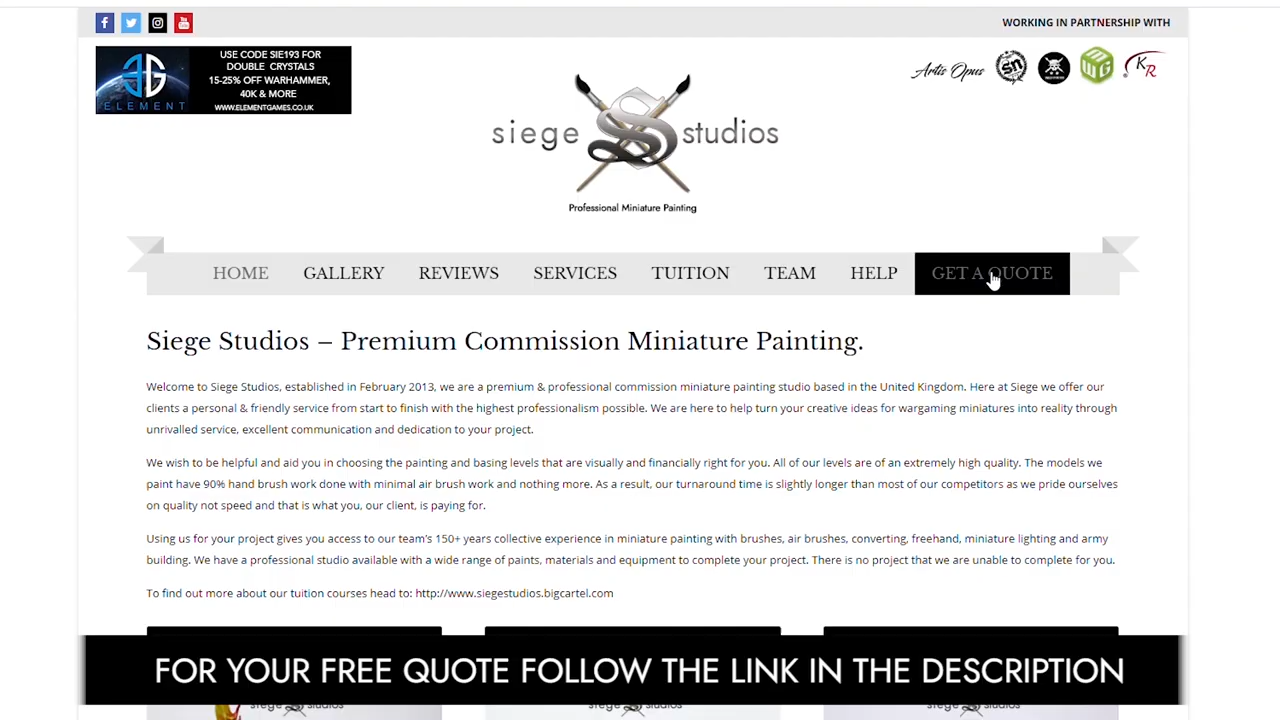 WORKING IN PARTNERSHIP WITH
USE CODE SIE193 FOR
DOUBLE CRYSTALS
15-25% OFF WARHAMMER,
40K & MORE
WWW.ELEMENTGAMES.CO.UK
ELEMENT
Artis Opus
KR
siege S studios
Professional Miniature Painting
HOME GALLERY REVIEWS SERVICES TUITION TEAM HELP GET A QUOTE
Siege Studios – Premium Commission Miniature Painting.
Welcome to Siege Studios, established in February 2013, we are a premium & professional commission miniature painting studio based in the United Kingdom. Here at Siege we offer our
clients a personal & friendly service from start to finish with the highest professionalism possible. We are here to help turn your creative ideas for wargaming miniatures into reality through
unrivalled service, excellent communication and dedication to your project.
We wish to be helpful and aid you in choosing the painting and basing levels that are visually and financially right for you. All of our levels are of an extremely high quality. The models we
paint have 90% hand brush work done with minimal air brush work and nothing more. As a result, our turnaround time is slightly longer than most of our competitors as we pride ourselves
on quality not speed and that is what you, our client, is paying for.
Using us for your project gives you access to our team's 150+ years collective experience in miniature painting with brushes, air brushes, converting, freehand, miniature lighting and army
building. We have a professional studio available with a wide range of paints, materials and equipment to complete your project. There is no project that we are unable to complete for you.
To find out more about our tuition courses head to: http://www.siegestudios.bigcartel.com
FOR YOUR FREE QUOTE FOLLOW THE LINK IN THE DESCRIPTION